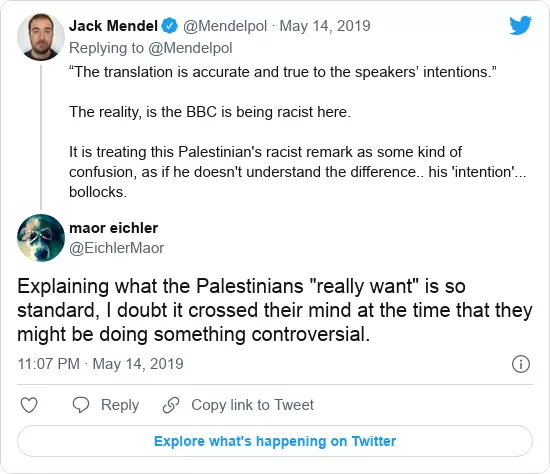 Jack Mendel @Mendelpol · May 14, 2019
Replying to @Mendelpol
“The translation is accurate and true to the speakers’ intentions.”
The reality, is the BBC is being racist here.
It is treating this Palestinian's racist remark as some kind of
confusion, as if he doesn't understand the difference.. his 'intention'...
bollocks.
maor eichler
@EichlerMaor
Explaining what the Palestinians "really want" is so
standard, I doubt it crossed their mind at the time that they
might be doing something controversial.
11:07 PM · May 14, 2019
Reply Copy link to Tweet
Explore what's happening on Twitter